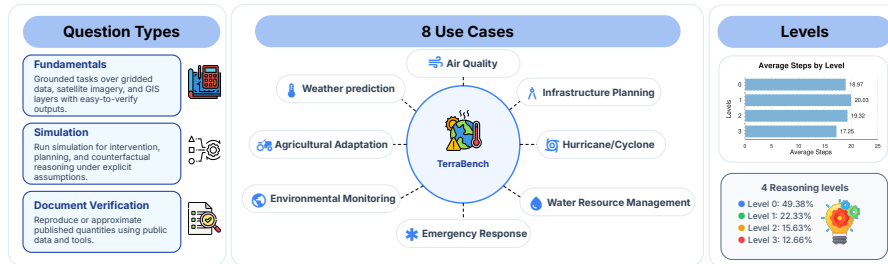 Question Types
Fundamentals
Grounded tasks over gridded
data, satellite imagery, and GIS
layers with easy-to-verify
outputs.
Simulation
Run simulation for intervention,
planning, and counterfactual
reasoning under explicit
assumptions.
Document Verification
Reproduce or approximate
published quantities using public
data and tools.
8 Use Cases
Air Quality
Weather prediction
Infrastructure Planning
Agricultural Adaptation
Hurricane/Cyclone
TerraBench
Environmental Monitoring
Water Resource Management
Emergency Response
Levels
Average Steps by Level
Levels
0 18.97
1 20.03
2 19.32
3 17.25
0 5 10 15 20 25
Average Steps
4 Reasoning levels
Level 0: 49.38%
Level 1: 22.33%
Level 2: 15.63%
Level 3: 12.66%